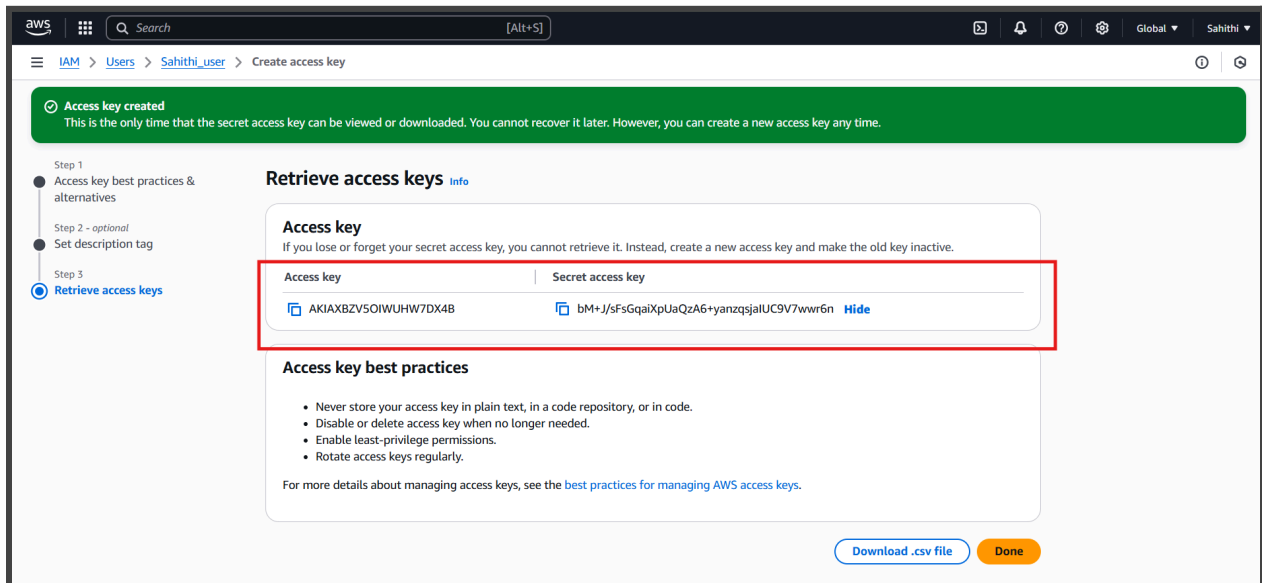 aws
Search [Alt+S] Global Sahithi
IAM > Users > Sahithi_user > Create access key
Access key created
This is the only time that the secret access key can be viewed or downloaded. You cannot recover it later. However, you can create a new access key any time.
Step 1
Access key best practices &
alternatives
Step 2 - optional
Set description tag
Step 3
Retrieve access keys
Retrieve access keys Info
Access key
If you lose or forget your secret access key, you cannot retrieve it. Instead, create a new access key and make the old key inactive.
Access key Secret access key
AKIAXBZV5OIWUHW7DX4B Hide
Access key best practices
• Never store your access key in plain text, in a code repository, or in code.
• Disable or delete access key when no longer needed.
• Enable least-privilege permissions.
• Rotate access keys regularly.
For more details about managing access keys, see the best practices for managing AWS access keys.
Download .csv file Done